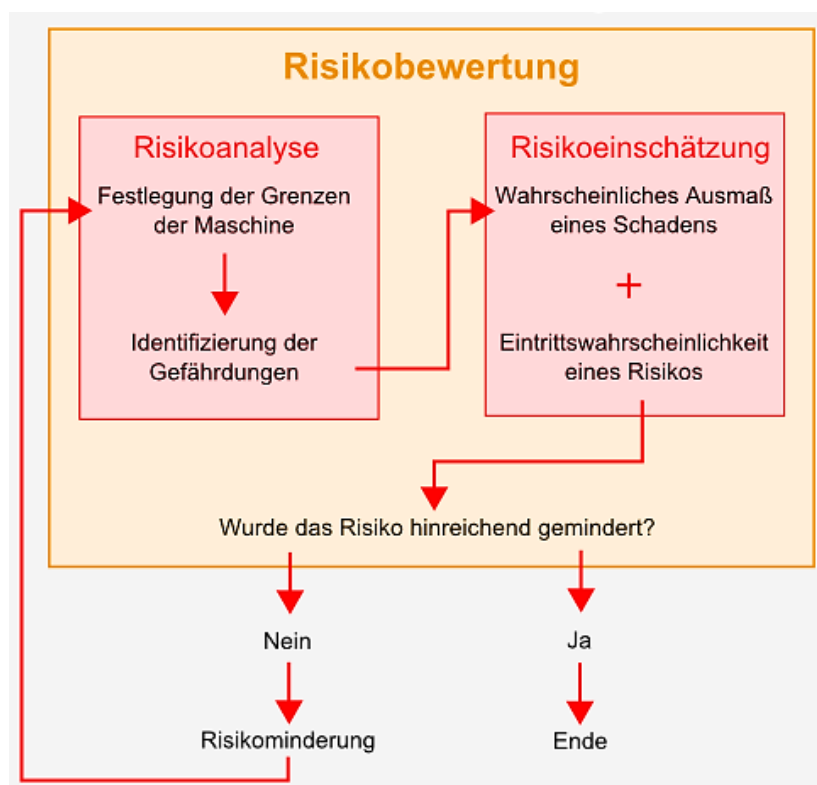 Risikobewertung
Risikoanalyse
Festlegung der Grenzen
der Maschine
Identifizierung der
Gefährdungen
Risikoeinschätzung
Wahrscheinliches Ausmaß
eines Schadens
+
Eintrittswahrscheinlichkeit
eines Risikos
Wurde das Risiko hinreichend gemindert?
Nein
Ja
Risikominderung
Ende